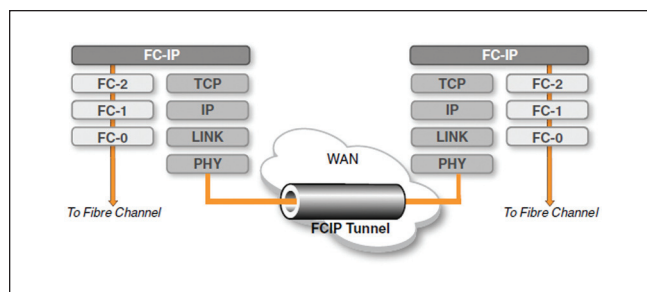 FC-IP
FC-2
TCP
FC-1
IP
FC-0
LINK
PHY
To Fibre Channel
WAN
FCIP Tunnel
FC-IP
TCP
FC-2
IP
FC-1
LINK
FC-0
PHY
To Fibre Channel